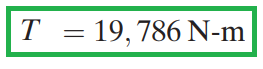 T = 19, 786 N-m